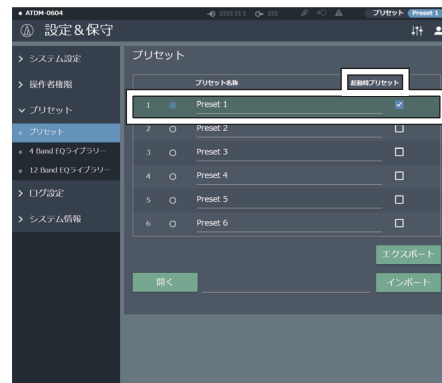 ATDM-0604
プリセット Preset 1
設定&保守
システム設定
操作者権限
プリセット
プリセット
4 Band EQライブラリー
12 Band EQライブラリー
ログ設定
システム情報
プリセット
プリセット名称 起動時プリセット
1 Preset 1
2 Preset 2
3 Preset 3
4 Preset 4
5 Preset 5
6 Preset 6
エクスポート
開く インポート